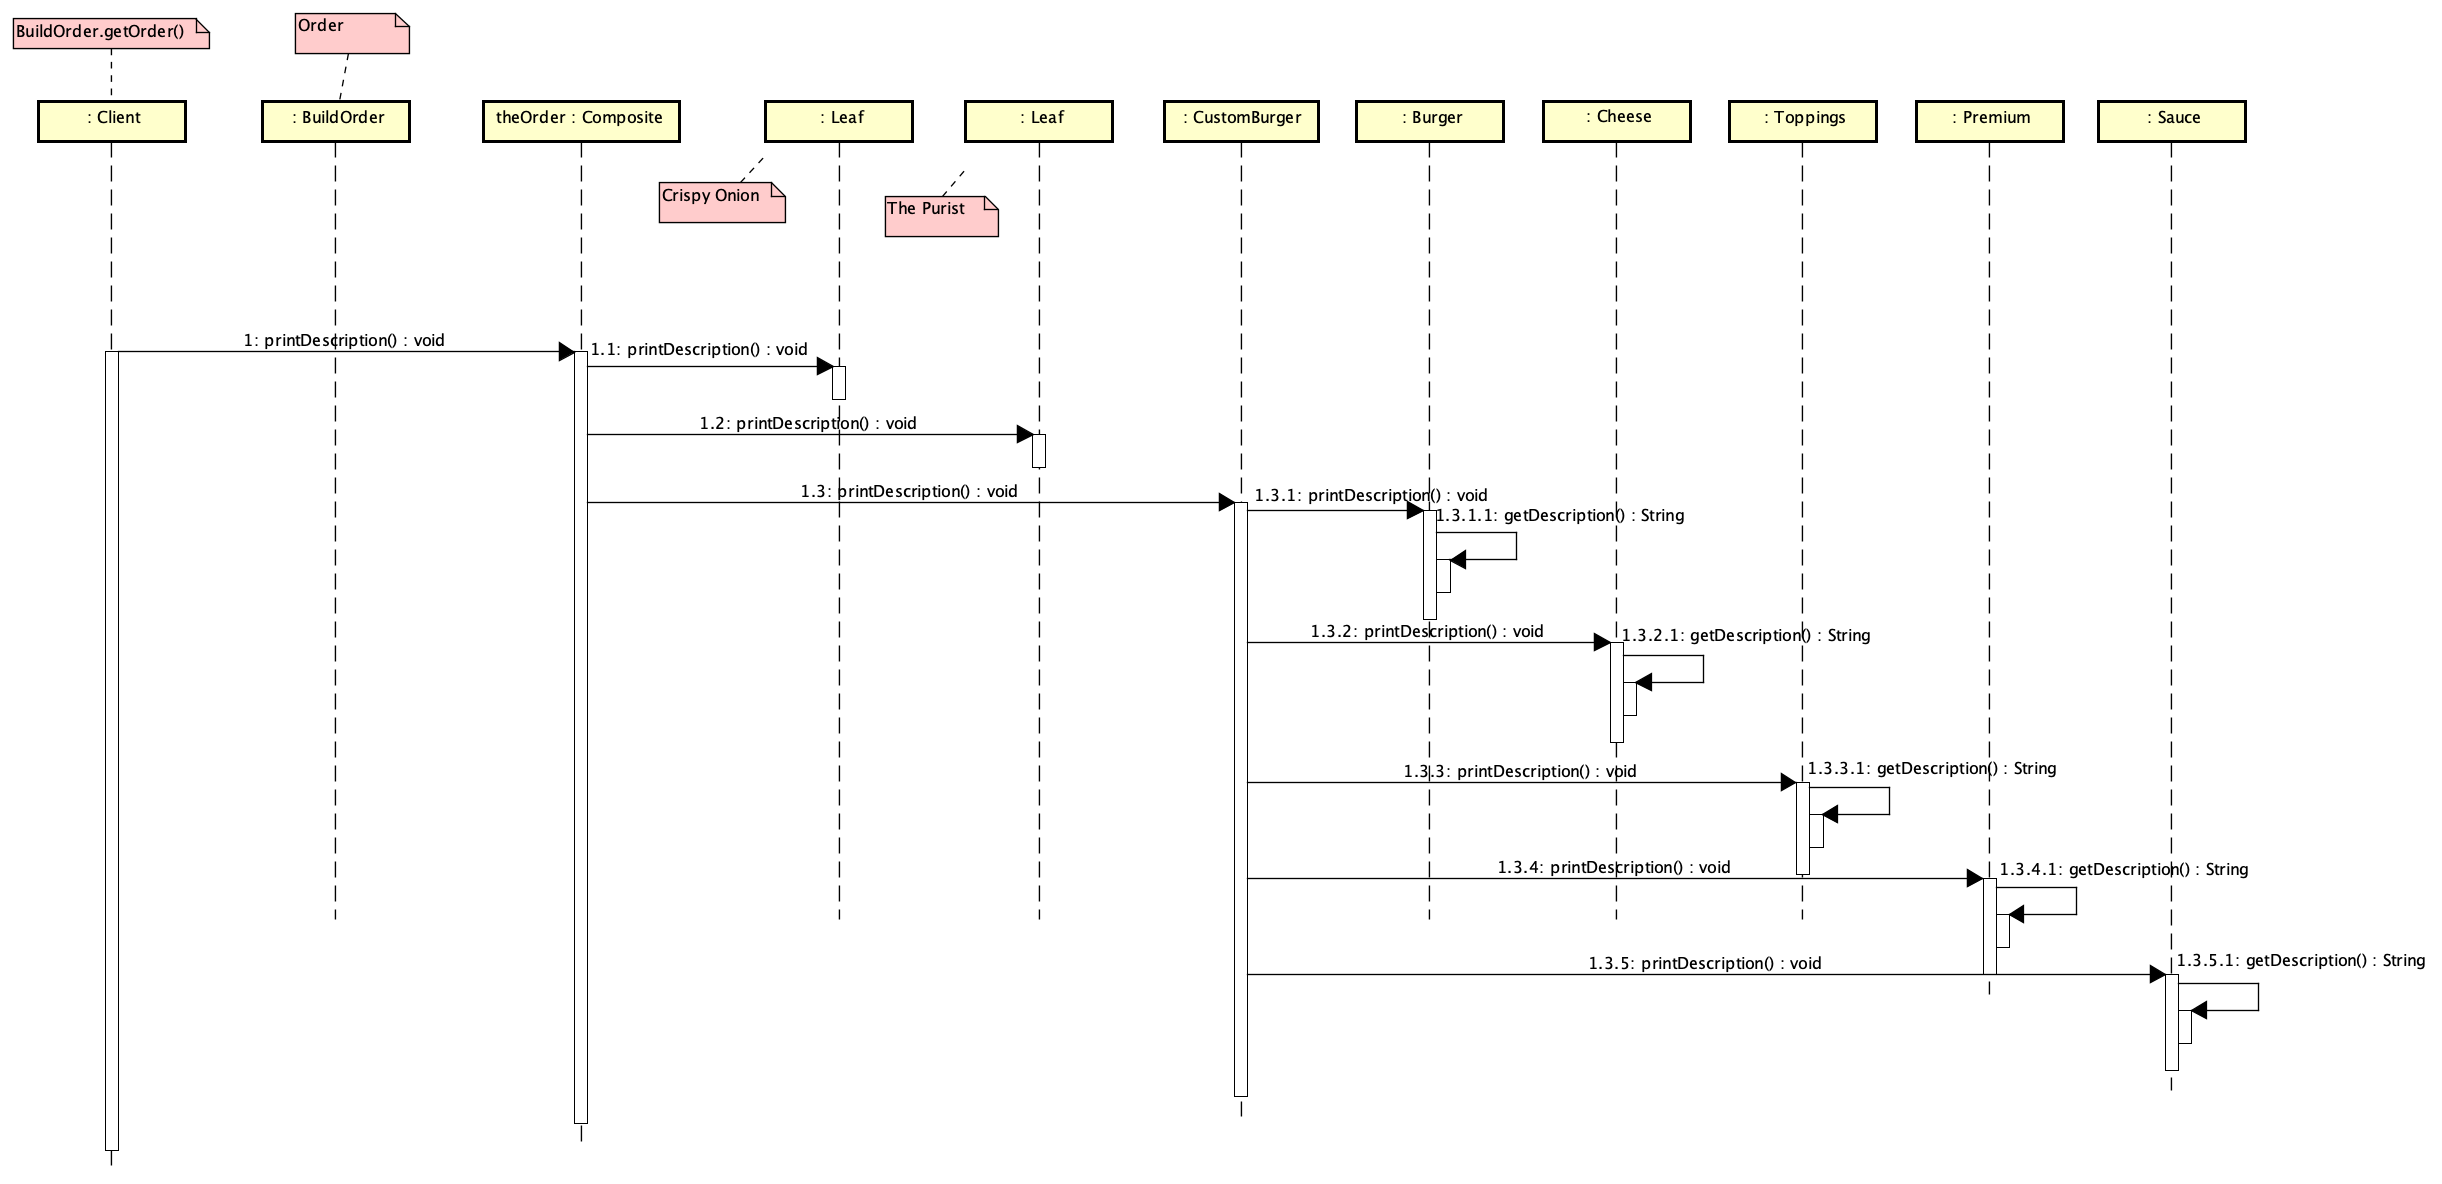 BuildOrder.getOrder()
Order
: Client
: BuildOrder
theOrder : Composite
: Leaf
: Leaf
: CustomBurger
: Burger
: Cheese
: Toppings
: Premium
: Sauce
Crispy Onion
The Purist
1: printDescription() : void
1.1: printDescription() : void
1.2: printDescription() : void
1.3: printDescription() : void
1.3.1: printDescription() : void
1.3.1.1: getDescription() : String
1.3.2: printDescription() : void
1.3.2.1: getDescription() : String
1.3.3: printDescription() : void
1.3.3.1: getDescription() : String
1.3.4: printDescription() : void
1.3.4.1: getDescription() : String
1.3.5: printDescription() : void
1.3.5.1: getDescription() : String